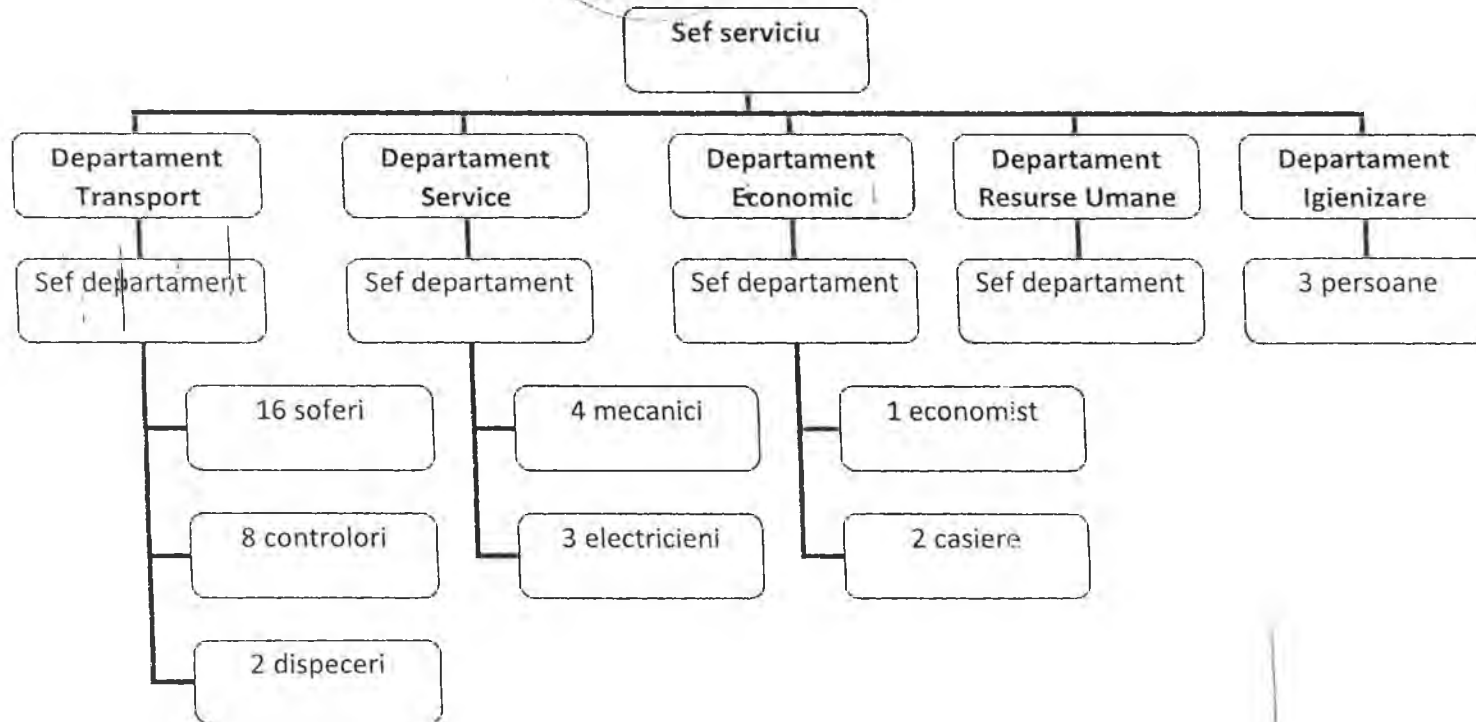 Sef serviciu
Departament
Transport
Departament
Service
Departament
Economic
Departament
Resurse Umane
Departament
Igienizare
Sef departament
Sef departament
Sef departament
Sef departament
3 persoane
16 soferi
4 mecanici
1 economist
8 controlori
3 electricieni
2 casiere
2 dispeceri